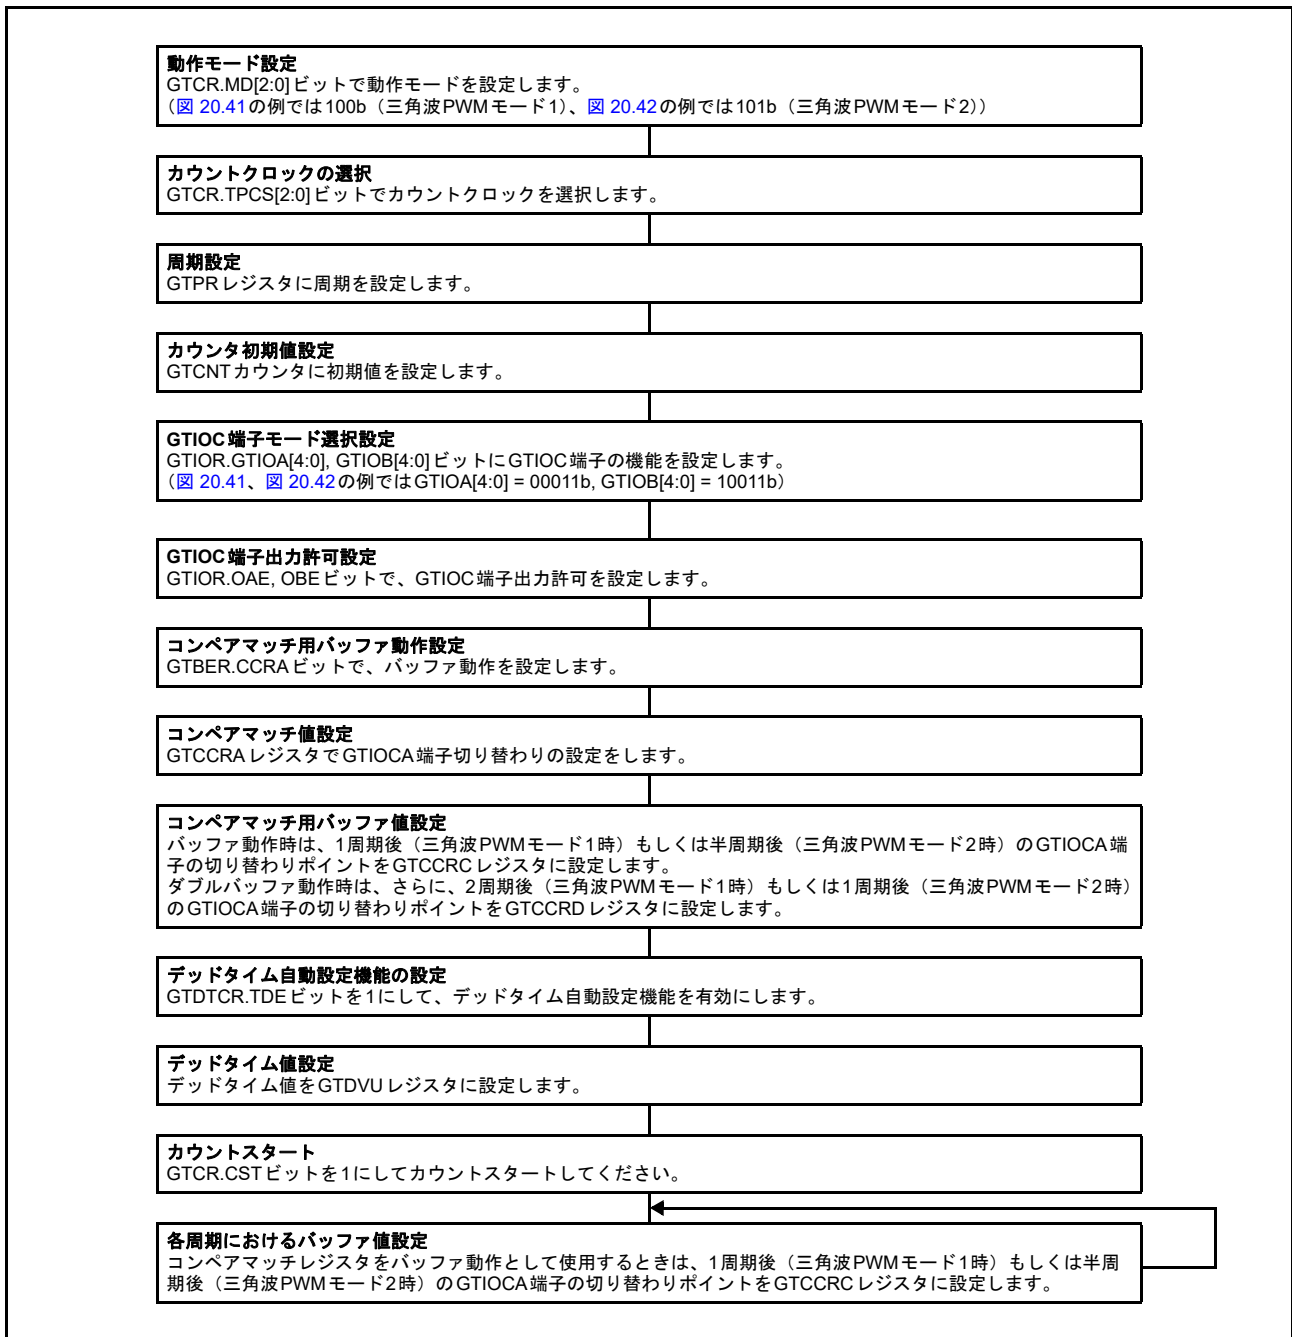 動作モード設定
GTCR.MD[2:0]ビットで動作モードを設定します。
（図 20.41の例では100b（三角波PWMモード1）、図 20.42の例では101b（三角波PWMモード2））
カウントクロックの選択
GTCR.TPCS[2:0]ビットでカウントクロックを選択します。
周期設定
GTPRレジスタに周期を設定します。
カウンタ初期値設定
GTCNTカウンタに初期値を設定します。
GTIOC端子モード選択設定
GTIOR.GTIOA[4:0], GTIOB[4:0]ビットにGTIOC端子の機能を設定します。
（図 20.41、図 20.42の例ではGTIOA[4:0] = 00011b, GTIOB[4:0] = 10011b）
GTIOC端子出力許可設定
GTIOR.OAE, OBEビットで、GTIOC端子出力許可を設定します。
コンペアマッチ用バッファ動作設定
GTBER.CCRAビットで、バッファ動作を設定します。
コンペアマッチ値設定
GTCCRAレジスタでGTIOCA端子切り替わりの設定をします。
コンペアマッチ用バッファ値設定
バッファ動作時は、1周期後（三角波PWMモード1時）もしくは半周期後（三角波PWMモード2時）のGTIOCA端
子の切り替わりポイントをGTCCRCレジスタに設定します。
ダブルバッファ動作時は、さらに、2周期後（三角波PWMモード1時）もしくは1周期後（三角波PWMモード2時）
のGTIOCA端子の切り替わりポイントをGTCCRDレジスタに設定します。
デッドタイム自動設定機能の設定
GTDTCR.TDEビットを1にして、デッドタイム自動設定機能を有効にします。
デッドタイム値設定
デッドタイム値をGTDVUレジスタに設定します。
カウントスタート
GTCR.CSTビットを1にしてカウントスタートしてください。
各周期におけるバッファ値設定
コンペアマッチレジスタをバッファ動作として使用するときは、1周期後（三角波PWMモード1時）もしくは半周
期後（三角波PWMモード2時）のGTIOCA端子の切り替わりポイントをGTCCRCレジスタに設定します。